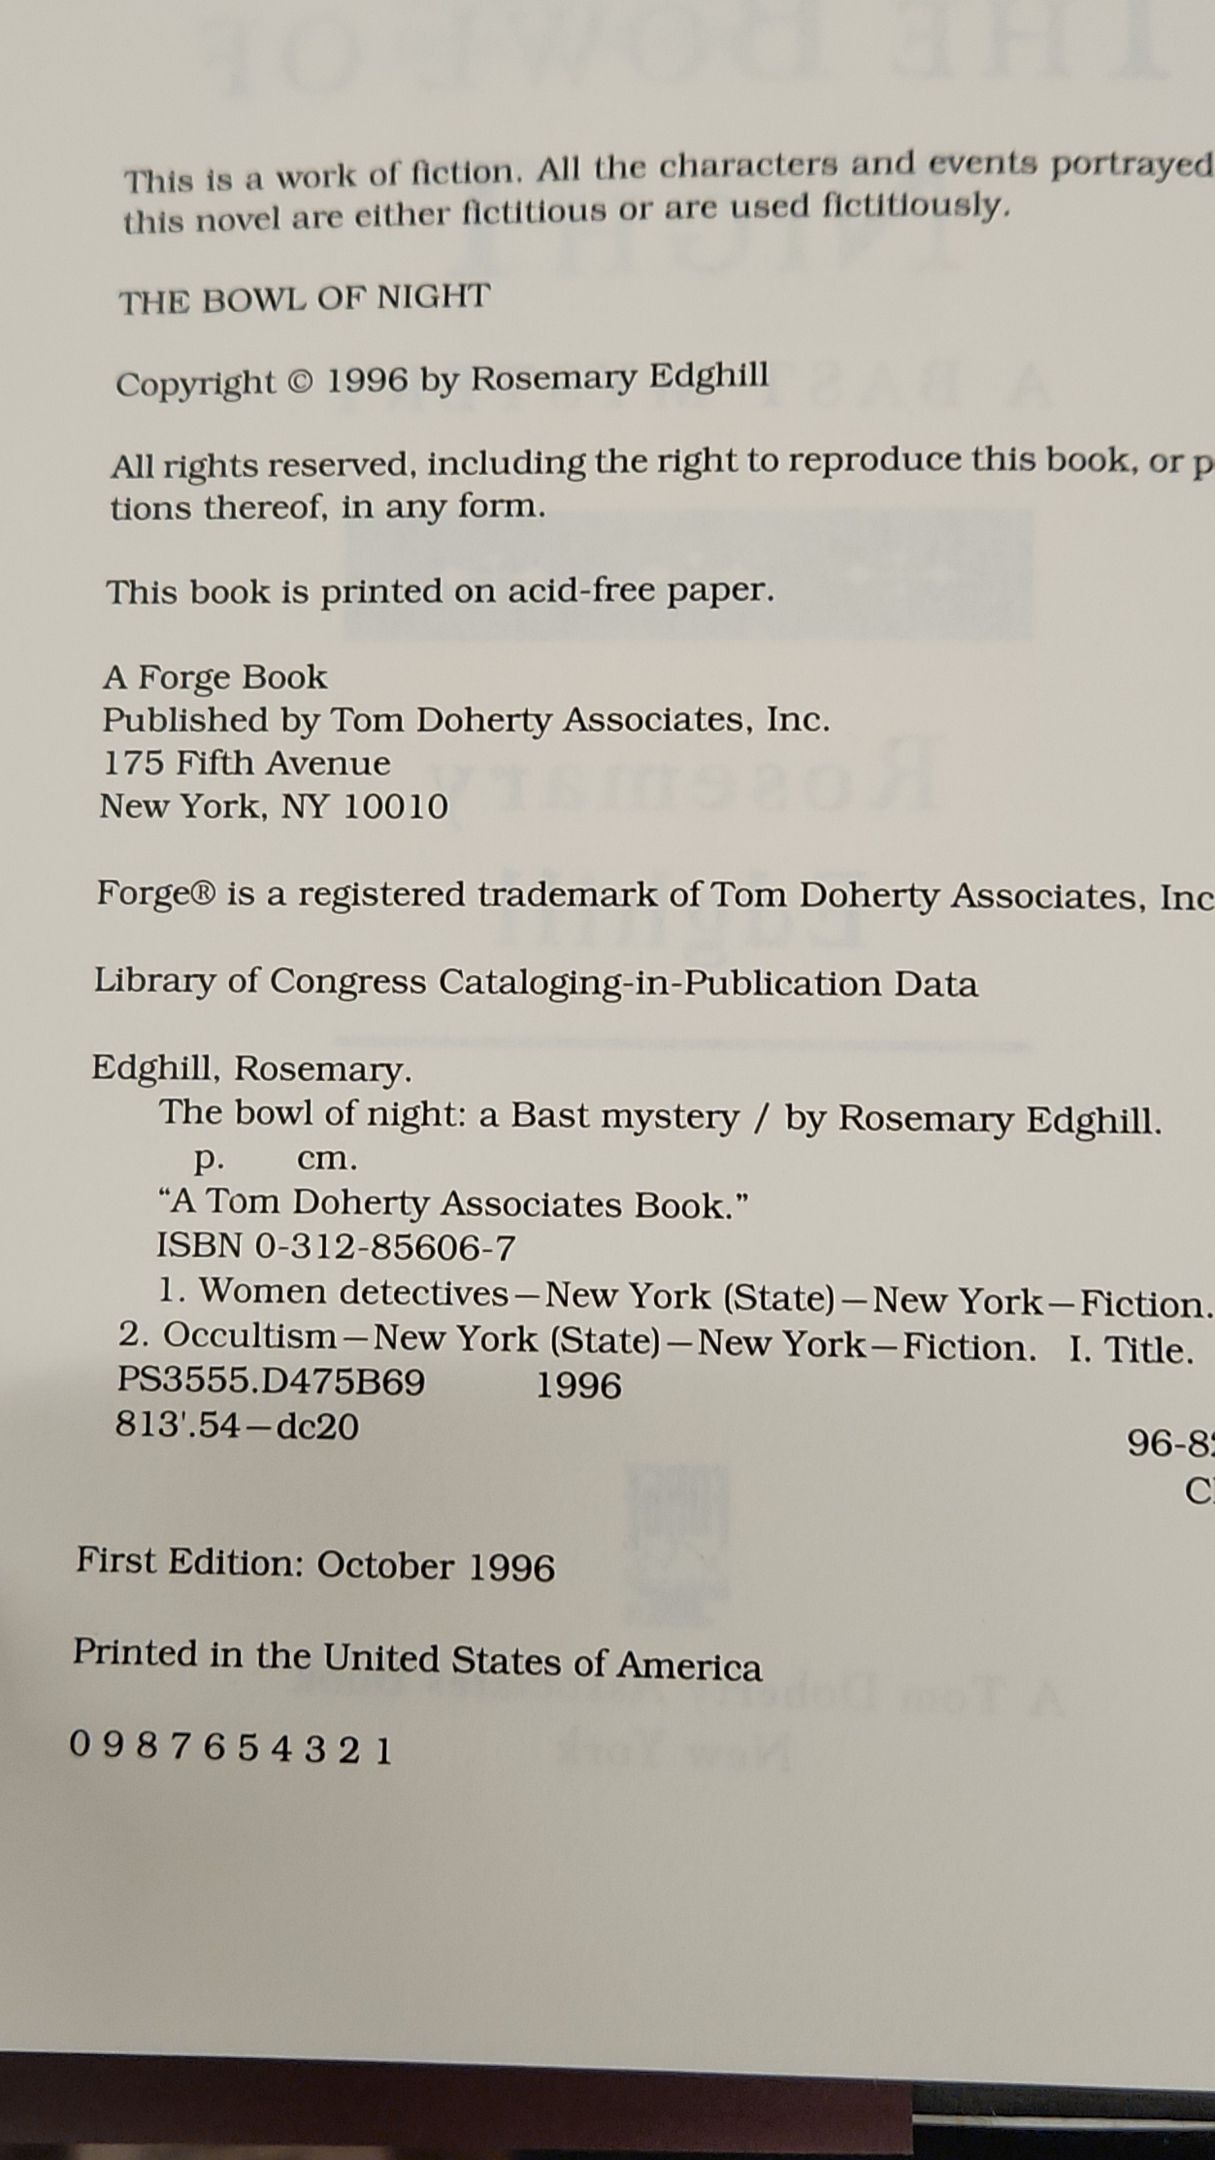 This is a work of fiction. All the characters and events portrayed
this novel are either fictitious or are used fictitiously.
THE BOWL OF NIGHT
Copyright © 1996 by Rosemary Edghill
All rights reserved, including the right to reproduce this book, or p
tions thereof, in any form.
This book is printed on acid-free paper.
A Forge Book
Published by Tom Doherty Associates, Inc.
175 Fifth Avenue
New York, NY 10010
Forge® is a registered trademark of Tom Doherty Associates, Inc
Library of Congress Cataloging-in-Publication Data
Edghill, Rosemary.
The bowl of night: a Bast mystery / by Rosemary Edghill.
p. cm.
“A Tom Doherty Associates Book.”
ISBN 0-312-85606-7
1. Women detectives—New York (State)—New York—Fiction.
2. Occultism—New York (State)—New York—Fiction. I. Title.
PS3555.D475B69 1996
813'.54—dc20
96-8
C
First Edition: October 1996
Printed in the United States of America
0 9 8 7 6 5 4 3 2 1